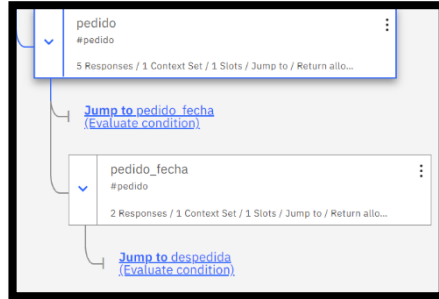 pedido
#pedido
5 Responses / 1 Context Set / 1 Slots / Jump to / Return allo...
Jump to pedido_fecha
(Evaluate condition)
pedido_fecha
#pedido
2 Responses / 1 Context Set / 1 Slots / Jump to / Return allo...
Jump to despedida
(Evaluate condition)